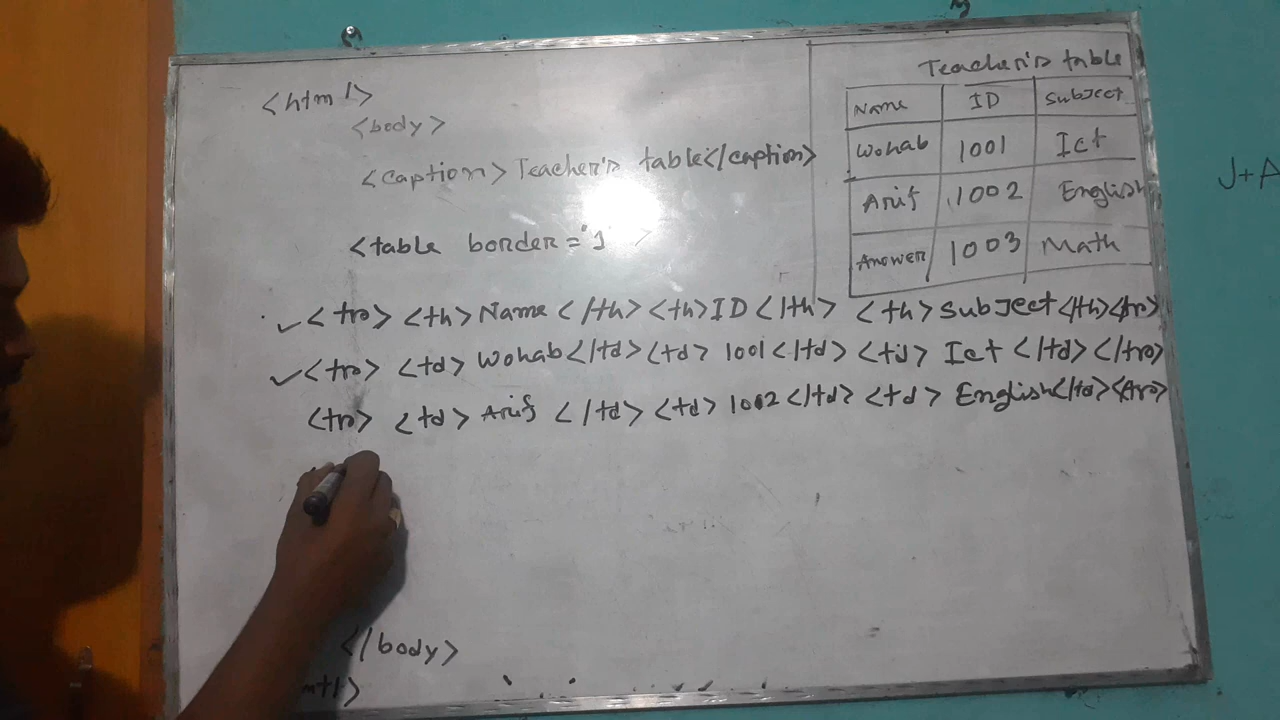 <html>
<body>
<caption>Teacher's table</caption>
<table border="1">
<tr> <th>Name</th><th>ID</th> <th>Subject</th></tr>
<tr> <td> Wohab</td><td> 1001</td> <td> Ict </td></tr>
<tr> <td> Arif </td><td> 1002</td> <td> English</td></tr>
</body>
Teacher's table
Name ID Subject
Wohab 1001 Ict
Arif 1002 English
Anower 1003 Math
J+A